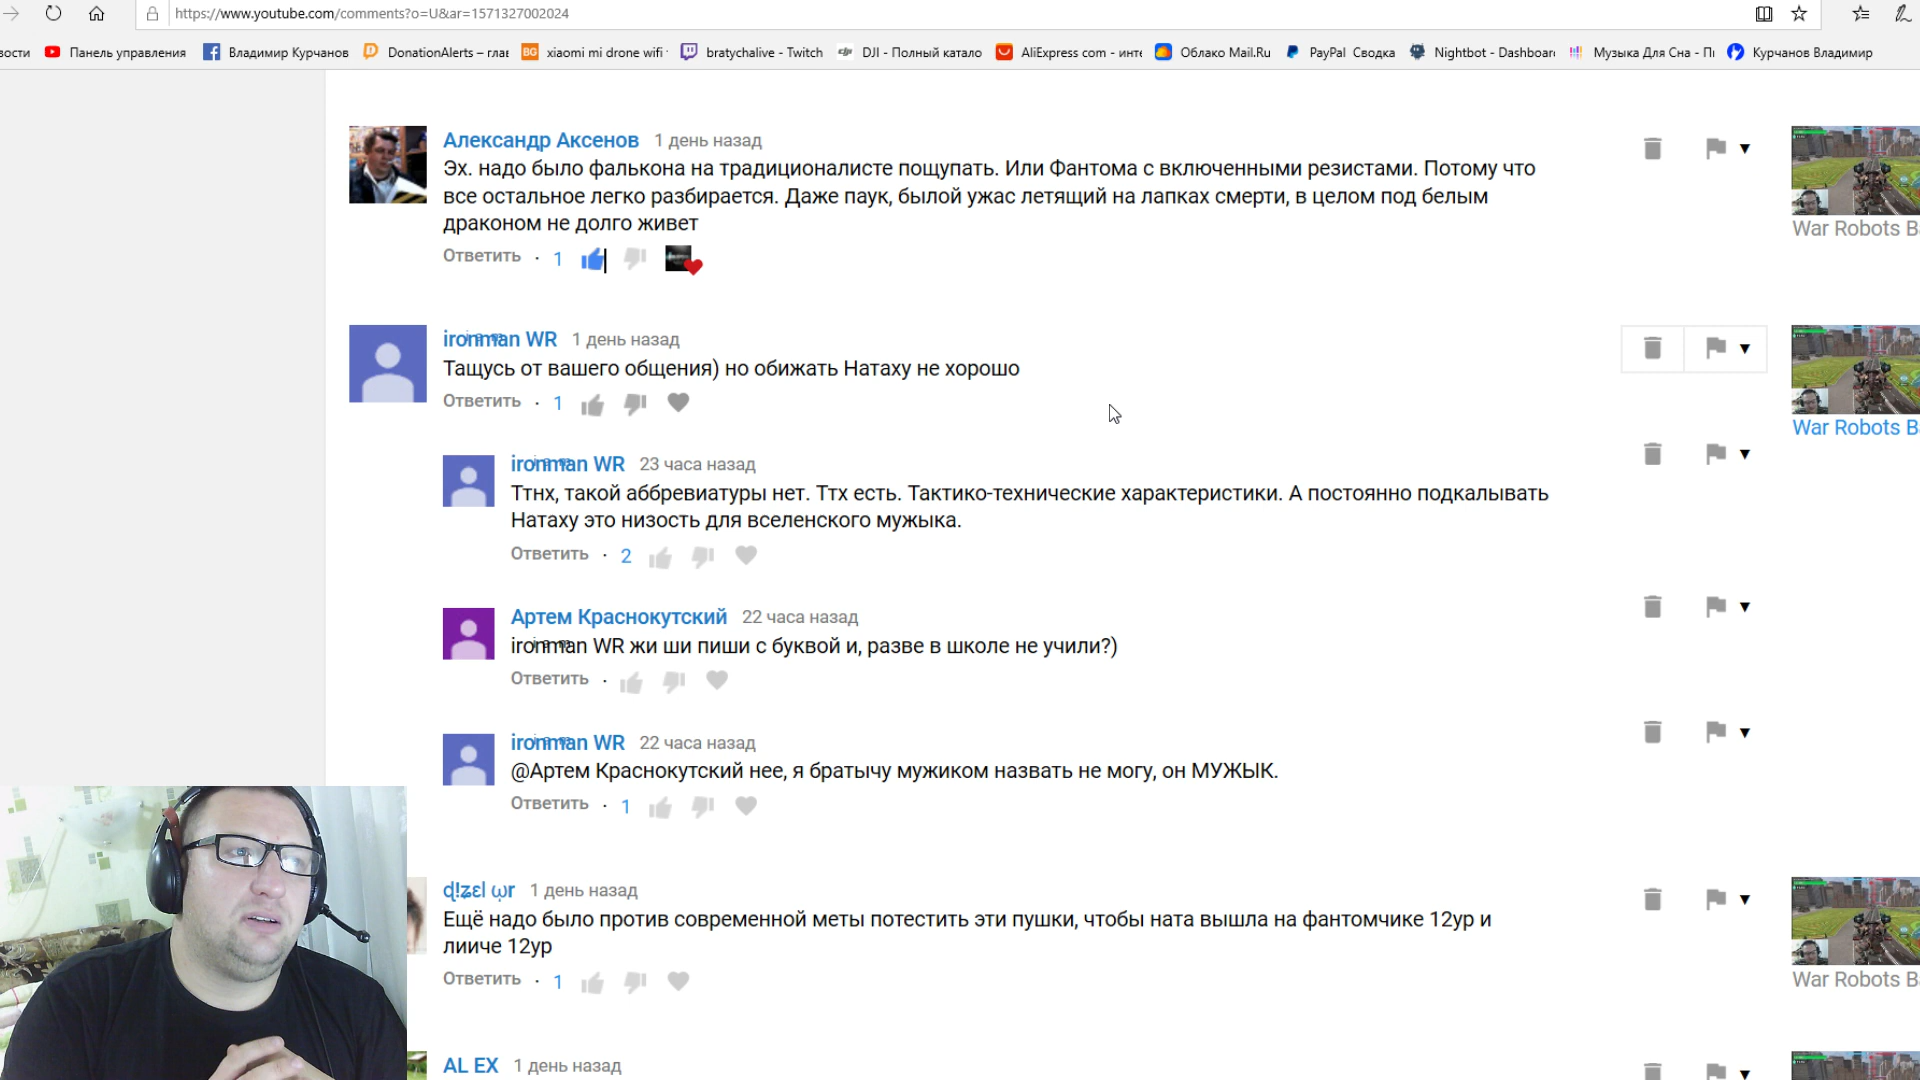 https://www.youtube.com/comments?o=U&ar=1571327002024
вости Панель управления Владимир Курчанов DonationAlerts – глав xiaomi mi drone wifi bratychalive - Twitch DJI - Полный катало AliExpress com - инте Облако Mail.Ru PayPal Сводка Nightbot - Dashboar Музыка Для Сна - Пі Курчанов Владимир
Александр Аксенов 1 день назад
Эх. надо было фалькона на традиционалисте пощупать. Или Фантома с включенными резистами. Потому что
все остальное легко разбирается. Даже паук, былой ужас летящий на лапках смерти, в целом под белым
драконом не долго живет
Ответить · 1
War Robots B
ironman WR 1 день назад
Тащусь от вашего общения) но обижать Натаху не хорошо
Ответить · 1
War Robots B
ironman WR 23 часа назад
Ттнх, такой аббревиатуры нет. Ттх есть. Тактико-технические характеристики. А постоянно подкалывать
Натаху это низость для вселенского мужыка.
Ответить · 2
Артем Краснокутский 22 часа назад
ironman WR жи ши пиши с буквой и, разве в школе не учили?)
Ответить ·
ironman WR 22 часа назад
@Артем Краснокутский нее, я братычу мужиком назвать не могу, он МУЖЫК.
Ответить · 1
ɖ!ʑεl ῳr 1 день назад
Ещё надо было против современной меты потестить эти пушки, чтобы ната вышла на фантомчике 12ур и
лииче 12ур
Ответить · 1
War Robots B
AL EX 1 день назад